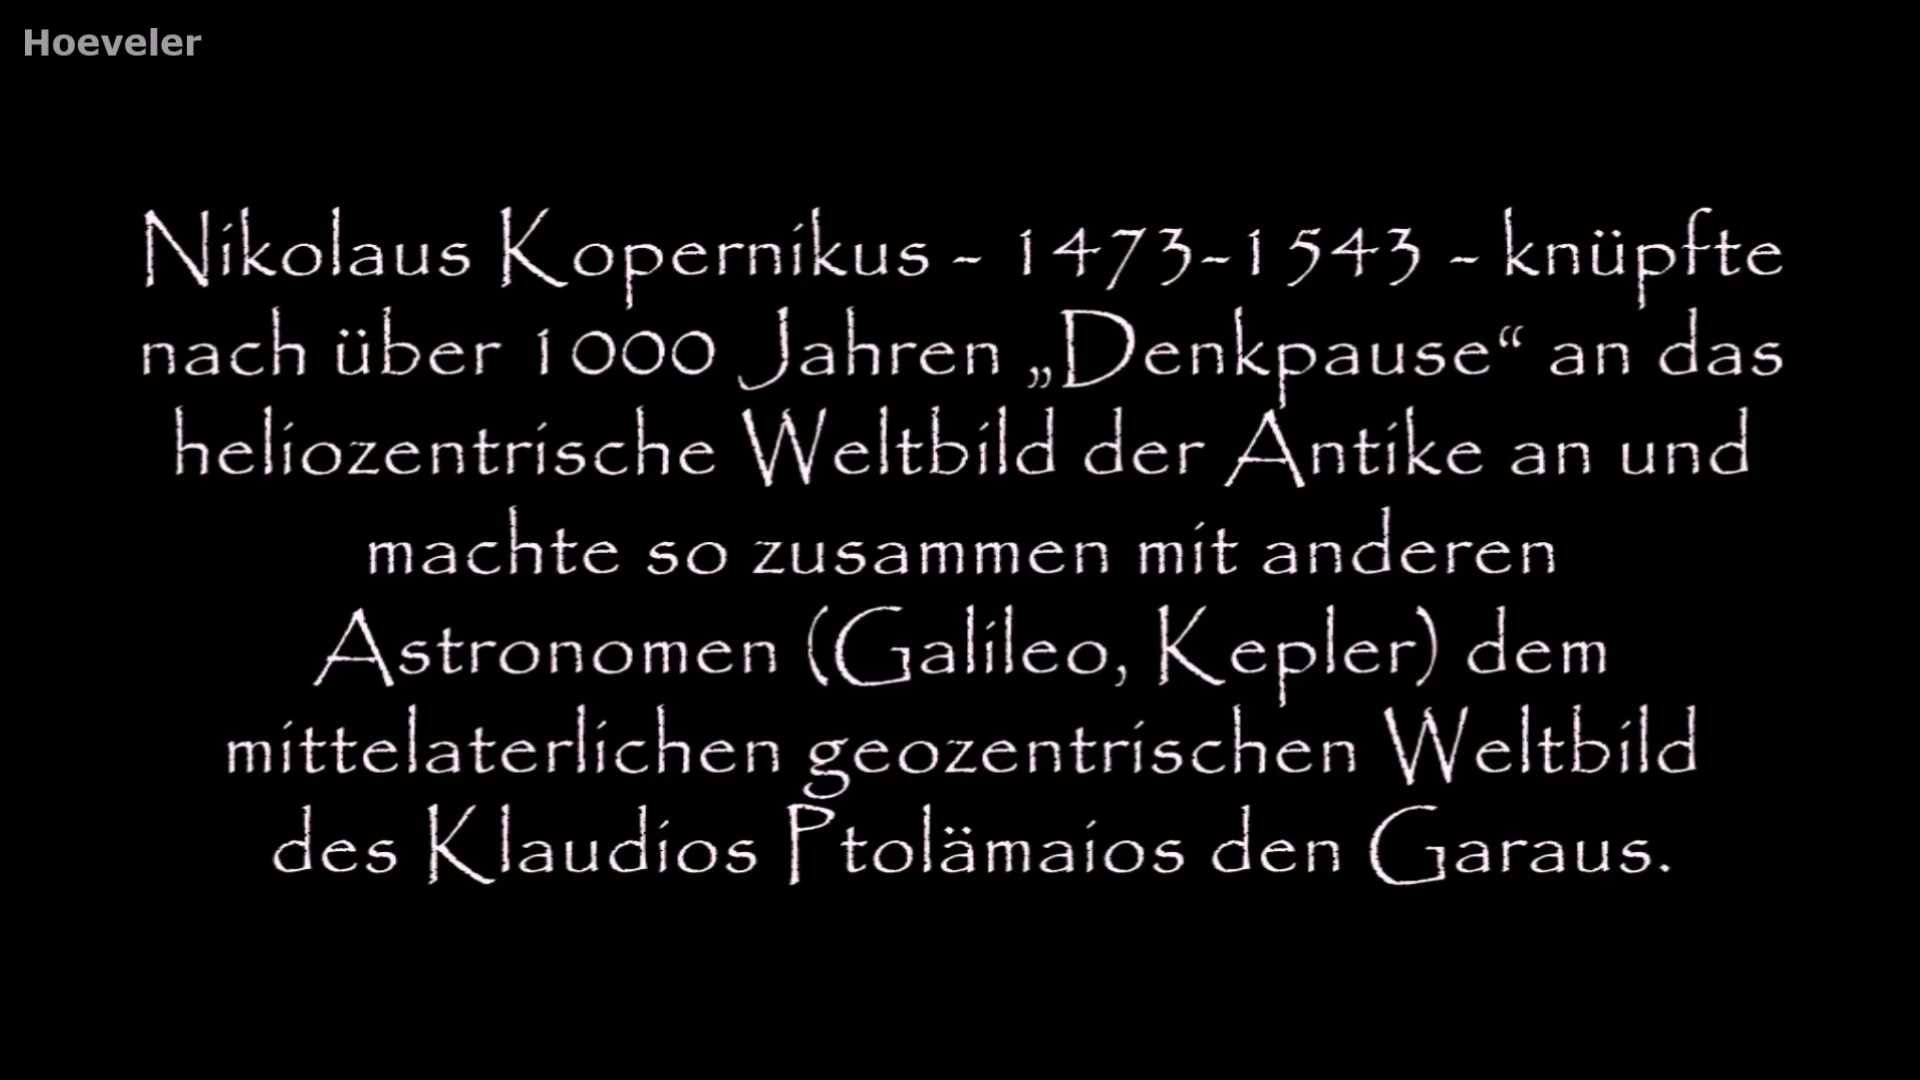 Hoeveler
Nikolaus Kopernikus - 1473-1543 - knüpfte
nach über 1000 Jahren „Denkpause“ an das
heliozentrische Weltbild der Antike an und
machte so zusammen mit anderen
Astronomen (Galileo, Kepler) dem
mittelaterlichen geozentrischen Weltbild
des Klaudios Ptolämaios den Garaus.